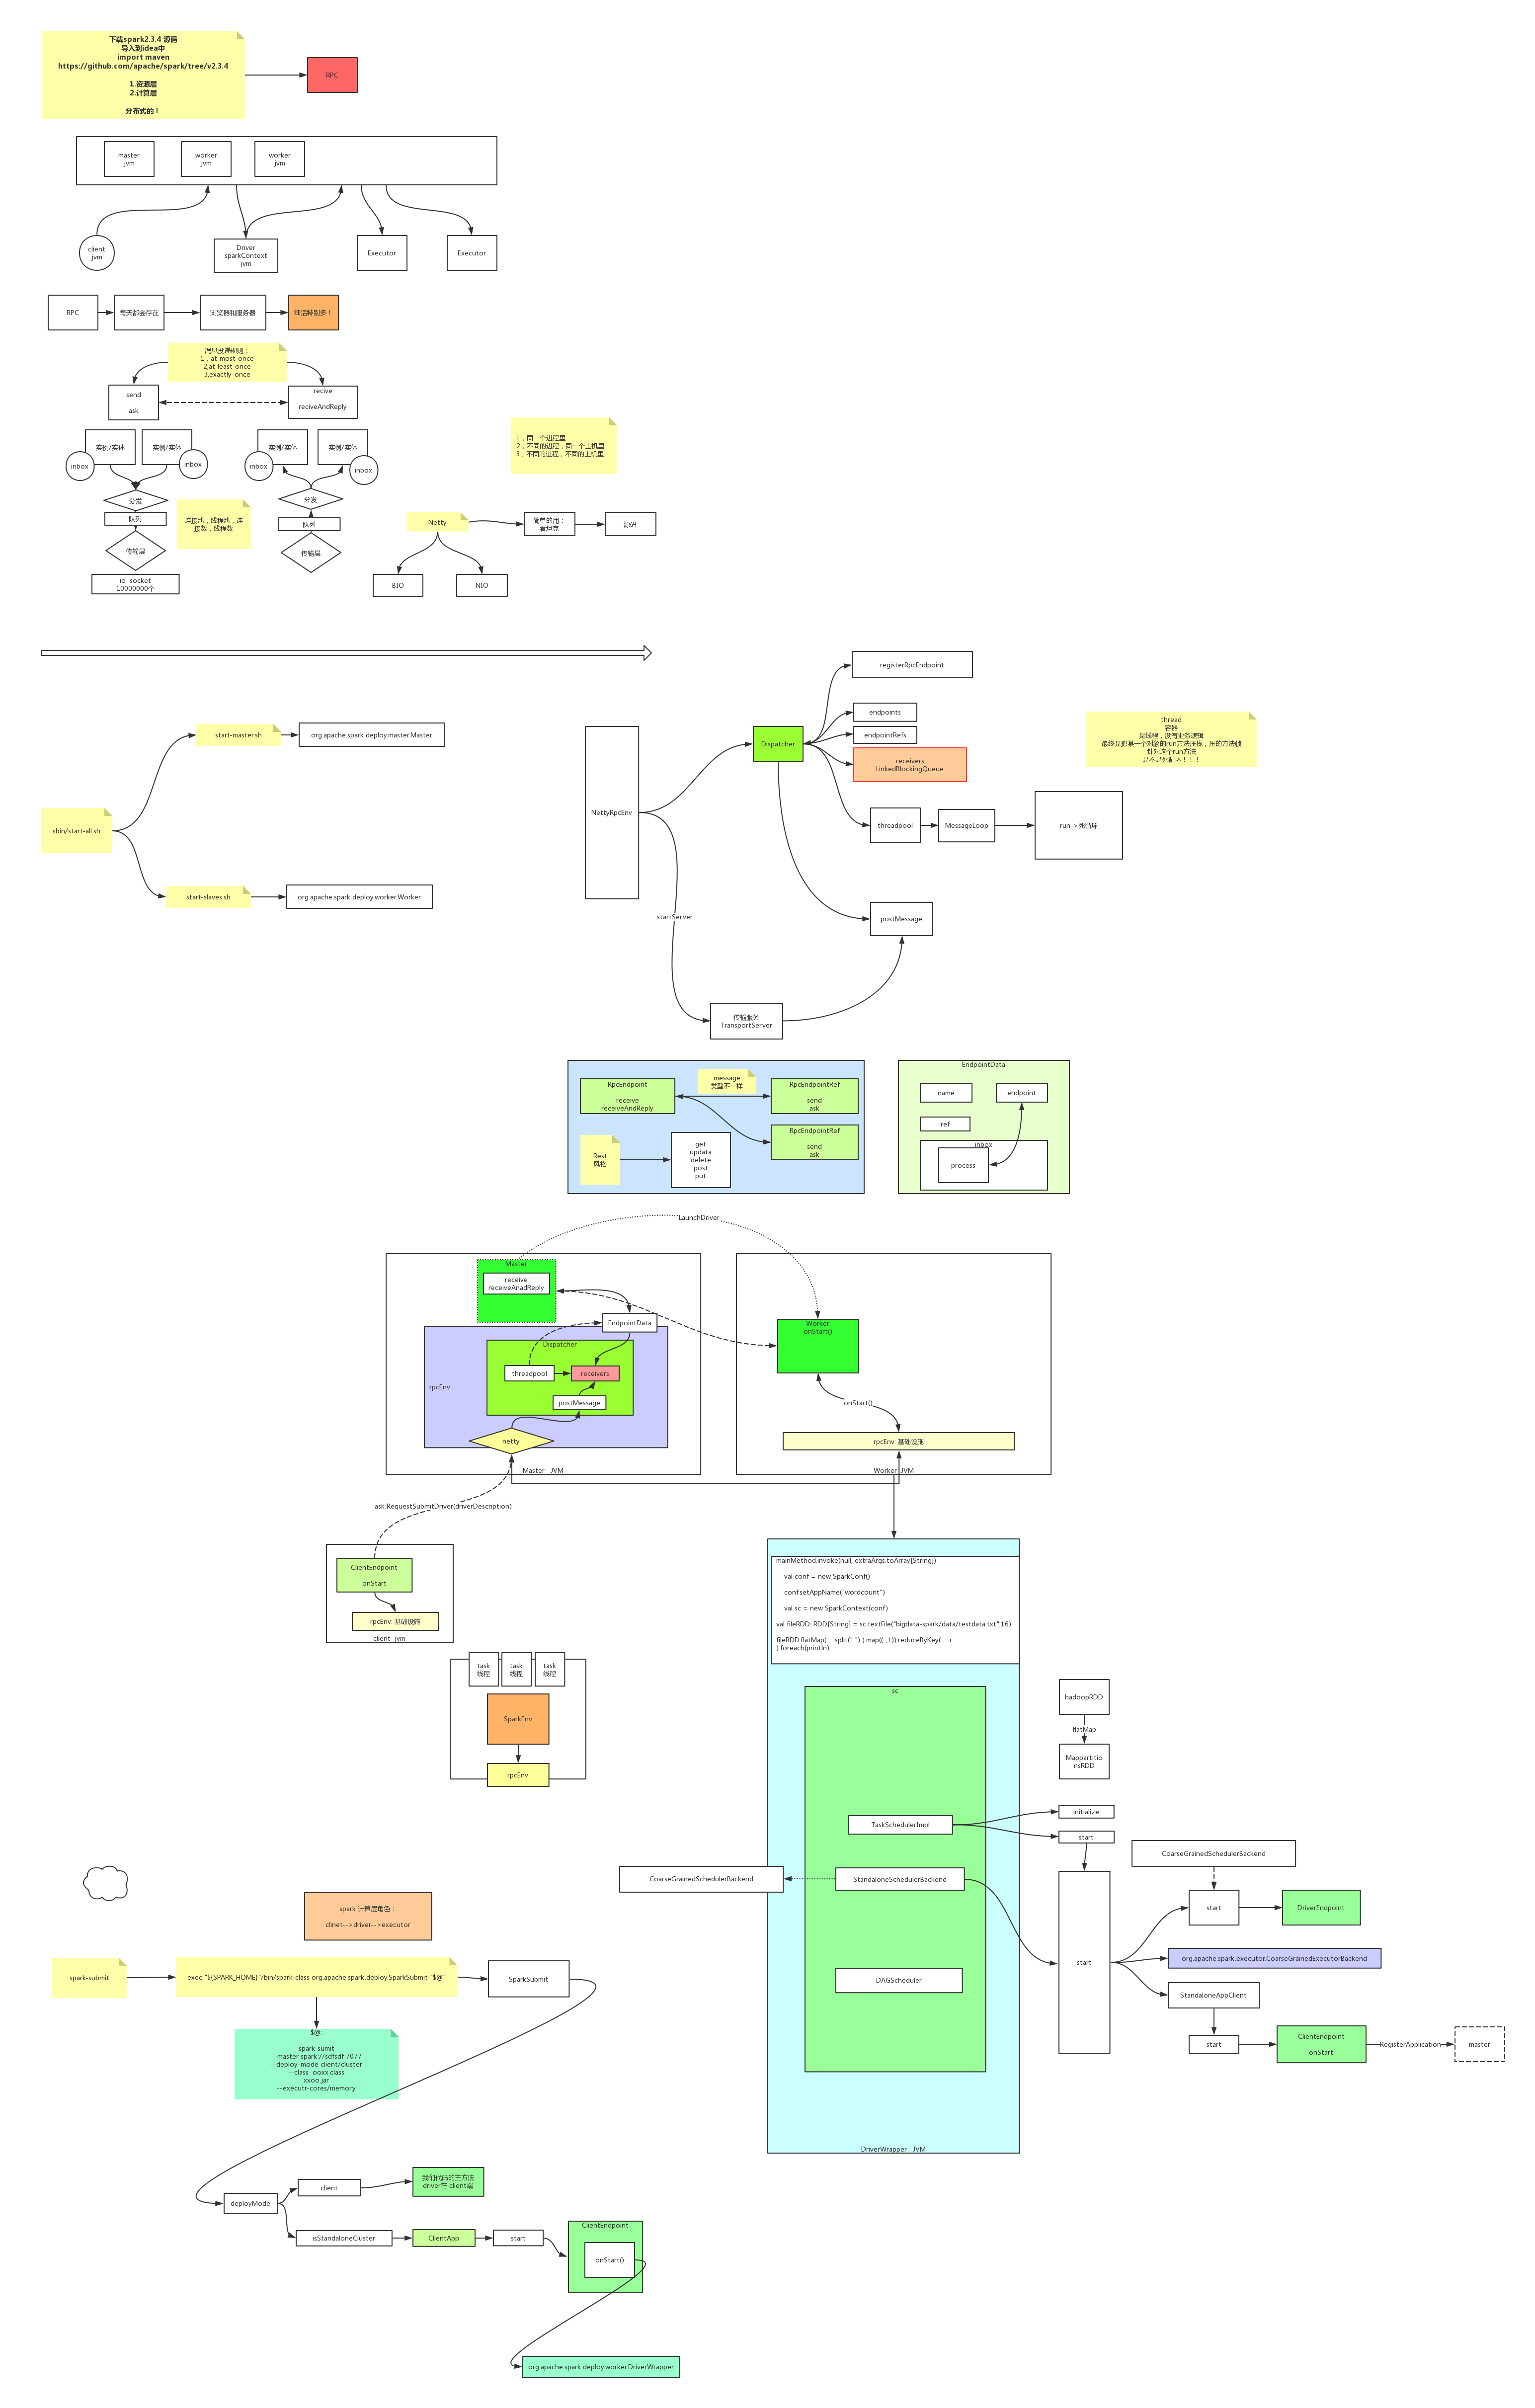 下载spark2.3.4 源码
导入到idea中
import maven
https://github.com/apache/spark/tree/v2.3.4
1.资源层
2.计算层
分布式的！
RPC
master
jvm
worker
jvm
worker
jvm
client
jvm
Driver
sparkContext
jvm
Executor
Executor
RPC
每天都会存在
浏览器和服务器
烦活特别多！
消息投递规则：
1，at-most-once
2,at-least-once
3,exactly-once
send
ask
recive
reciveAndReply
实例/实体
实例/实体
inbox
inbox
实例/实体
实例/实体
inbox
inbox
1，同一个进程里
2，不同的进程，同一个主机里
3，不同的进程，不同的主机里
分发
队列
传输层
io socket
10000000个
连接池，线程池，连
接数，线程数
分发
队列
传输层
Netty
简单的用：
看坦克
源码
BIO
NIO
sbin/start-all.sh
start-master.sh
org.apache.spark.deploy.master.Master
start-slaves.sh
org.apache.spark.deploy.worker.Worker
NettyRpcEnv
Dispatcher
registerRpcEndpoint
endpoints
endpointRefs
receivers
LinkedBlockingQueue
threadpool
MessageLoop
run->死循环
thread
容器
是线程，没有业务逻辑
最终是把某一个对象的run方法压栈，压的方法帧
针对这个run方法
是不是死循环！！！
startServer
postMessage
传输服务
TransportServer
RpcEndpoint
receive
receiveAndReply
message
类型不一样
RpcEndpointRef
send
ask
RpcEndpointRef
send
ask
Rest
风格
get
updata
delete
post
put
EndpointData
name
endpoint
ref
inbox
process
LaunchDriver
Master
receive
receiveAnadReply
EndpointData
Dispatcher
threadpool
receivers
rpcEnv
postMessage
netty
Master JVM
Worker
onStart()
onStart()
rpcEnv: 基础设施
Worker JVM
ask:RequestSubmitDriver(driverDescription)
ClientEndpoint
onStart
rpcEnv: 基础设施
client jvm
task
线程
task
线程
task
线程
SparkEnv
rpcEnv
mainMethod.invoke(null, extraArgs.toArray[String])
val conf = new SparkConf()
conf.setAppName("wordcount")
val sc = new SparkContext(conf)
val fileRDD: RDD[String] = sc.textFile("bigdata-spark/data/testdata.txt",16)
fileRDD.flatMap( _.split(" ") ).map((_,1)).reduceByKey( _+_
).foreach(println)
sc
TaskSchedulerImpl
StandaloneSchedulerBackend
DAGScheduler
DriverWrapper JVM
CoarseGrainedSchedulerBackend
hadoopRDD
flatMap
Mappartitio
nsRDD
initialize
start
start
CoarseGrainedSchedulerBackend
start
DriverEndpoint
org.apache.spark.executor.CoarseGrainedExecutorBackend
StandaloneAppClient
start
ClientEndpoint
onStart
RegisterApplication
master
spark 计算层角色：
clinet-->driver-->executor
spark-submit
exec "${SPARK_HOME}"/bin/spark-class org.apache.spark.deploy.SparkSubmit "$@"
SparkSubmit
$@:
spark-sumit
--master spark://sdfsdf:7077
--deploy-mode client/cluster
--class ooxx.class
xxoo.jar
--executr-cores/memory
deployMode
client
我们代码的主方法
driver在 client端
isStandaloneCluster
ClientApp
start
ClientEndpoint
onStart()
org.apache.spark.deploy.worker.DriverWrapper